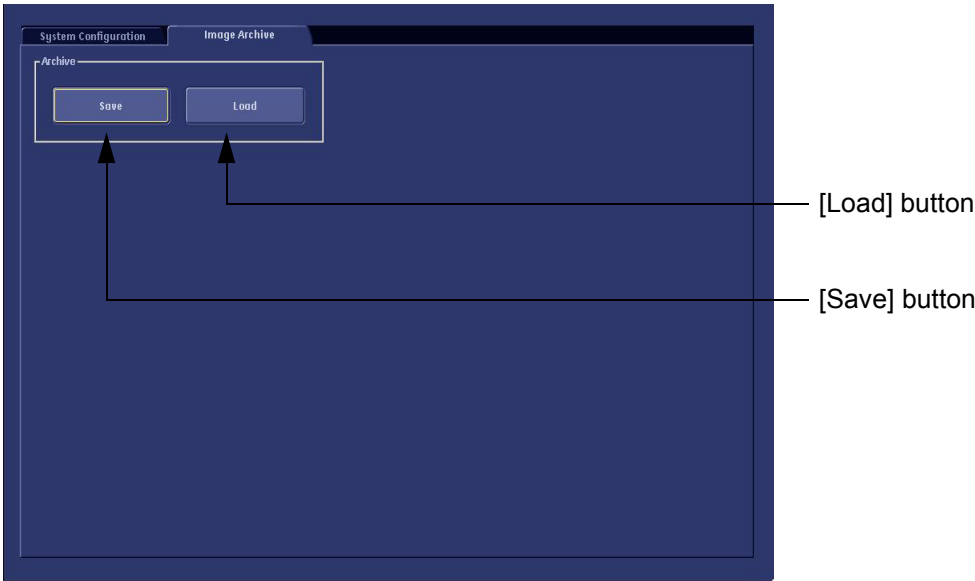 System Configuration
Image Archive
Archive
Save
Load
[Load] button
[Save] button